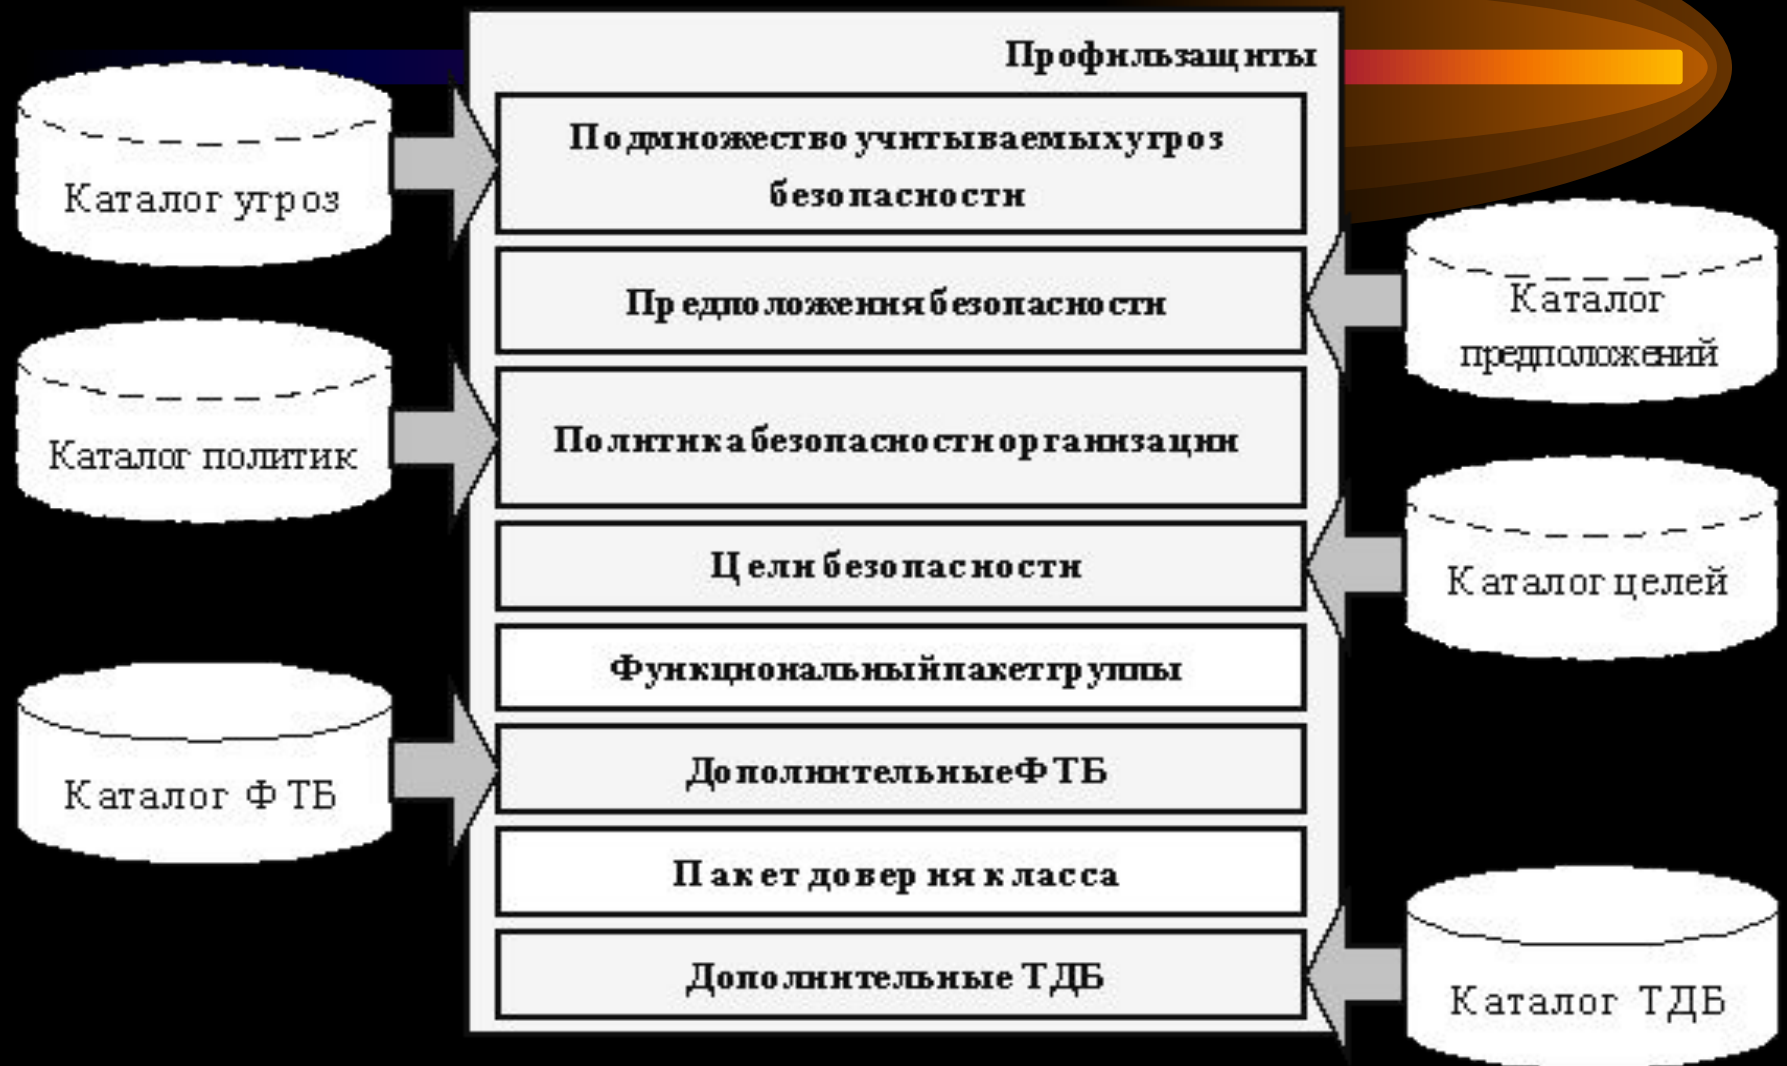 Профиль защиты
Подмножество учитываемых угроз
безопасности
Каталог угроз
Предположения безопасности
Каталог
предположений
Политика безопасности организации
Каталог политик
Цели безопасности
Каталог целей
Функциональный пакет группы
Дополнительные ФТБ
Каталог ФТБ
Пакет доверия класса
Дополнительные ТДБ
Каталог ТДБ